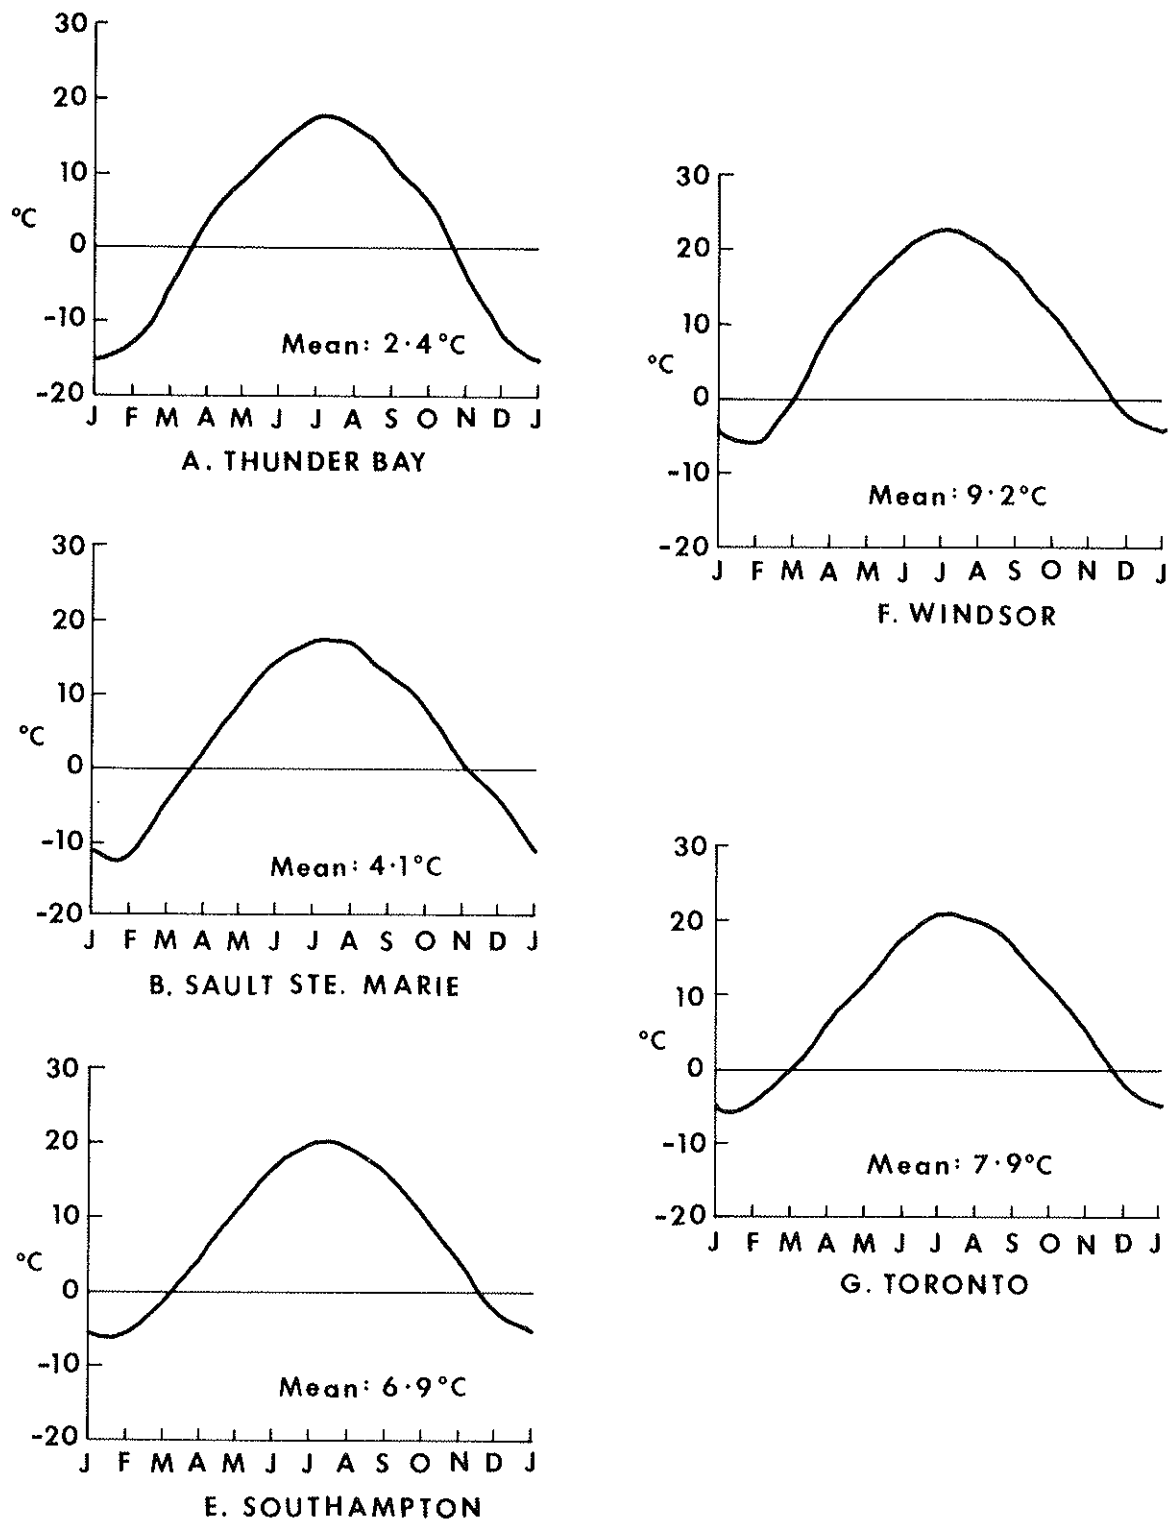 30
20
10
°C
0
-10
Mean: 2·4°C
-20
J F M A M J J A S O N D J
A. THUNDER BAY
30
20
10
°C
0
-10
Mean: 4·1°C
-20
J F M A M J J A S O N D J
B. SAULT STE. MARIE
30
20
10
°C
0
-10
Mean: 6·9°C
-20
J F M A M J J A S O N D J
E. SOUTHAMPTON
30
20
10
°C
0
-10
Mean: 9·2°C
-20
J F M A M J J A S O N D J
F. WINDSOR
30
20
10
°C
0
-10
Mean: 7·9°C
-20
J F M A M J J A S O N D J
G. TORONTO